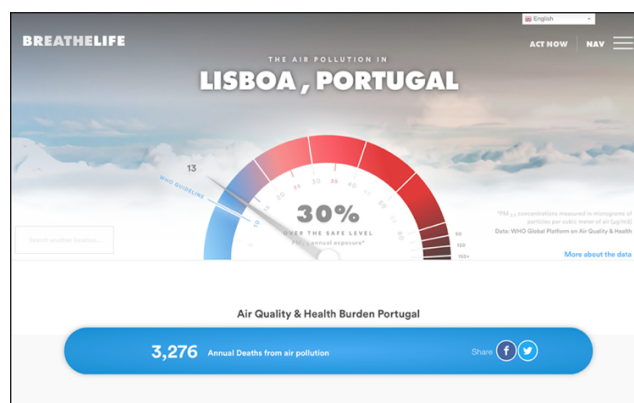 English
BREATHELIFE
ACT NOW
NAV
THE AIR POLLUTION IN
LISBOA, PORTUGAL
13
WHO GUIDELINE
10
20
30
30%
OVER THE SAFE LEVEL
PM2.5 annual exposure*
Search another location...
*PM2.5 concentrations measured in micrograms of
particles per cubic meter of air (µg/m3)
Data: WHO Global Platform on Air Quality & Health
More about the data
Air Quality & Health Burden Portugal
3,276 Annual Deaths from air pollution
Share